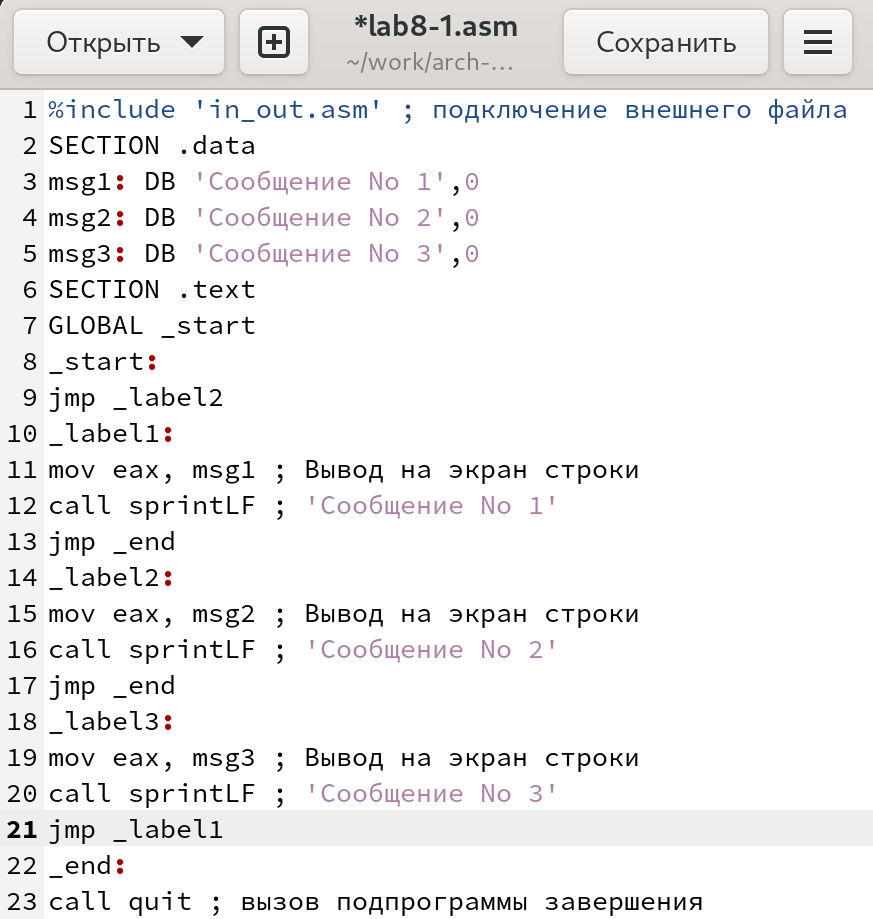 Открыть
*lab8-1.asm
~/work/arch-...
Сохранить
1 %include 'in_out.asm' ; подключение внешнего файла
2 SECTION .data
3 msg1: DB 'Сообщение No 1',0
4 msg2: DB 'Сообщение No 2',0
5 msg3: DB 'Сообщение No 3',0
6 SECTION .text
7 GLOBAL _start
8 _start:
9 jmp _label2
10 _label1:
11 mov eax, msg1 ; Вывод на экран строки
12 call sprintLF ; 'Сообщение No 1'
13 jmp _end
14 _label2:
15 mov eax, msg2 ; Вывод на экран строки
16 call sprintLF ; 'Сообщение No 2'
17 jmp _end
18 _label3:
19 mov eax, msg3 ; Вывод на экран строки
20 call sprintLF ; 'Сообщение No 3'
21 jmp _label1
22 _end:
23 call quit ; вызов подпрограммы завершения